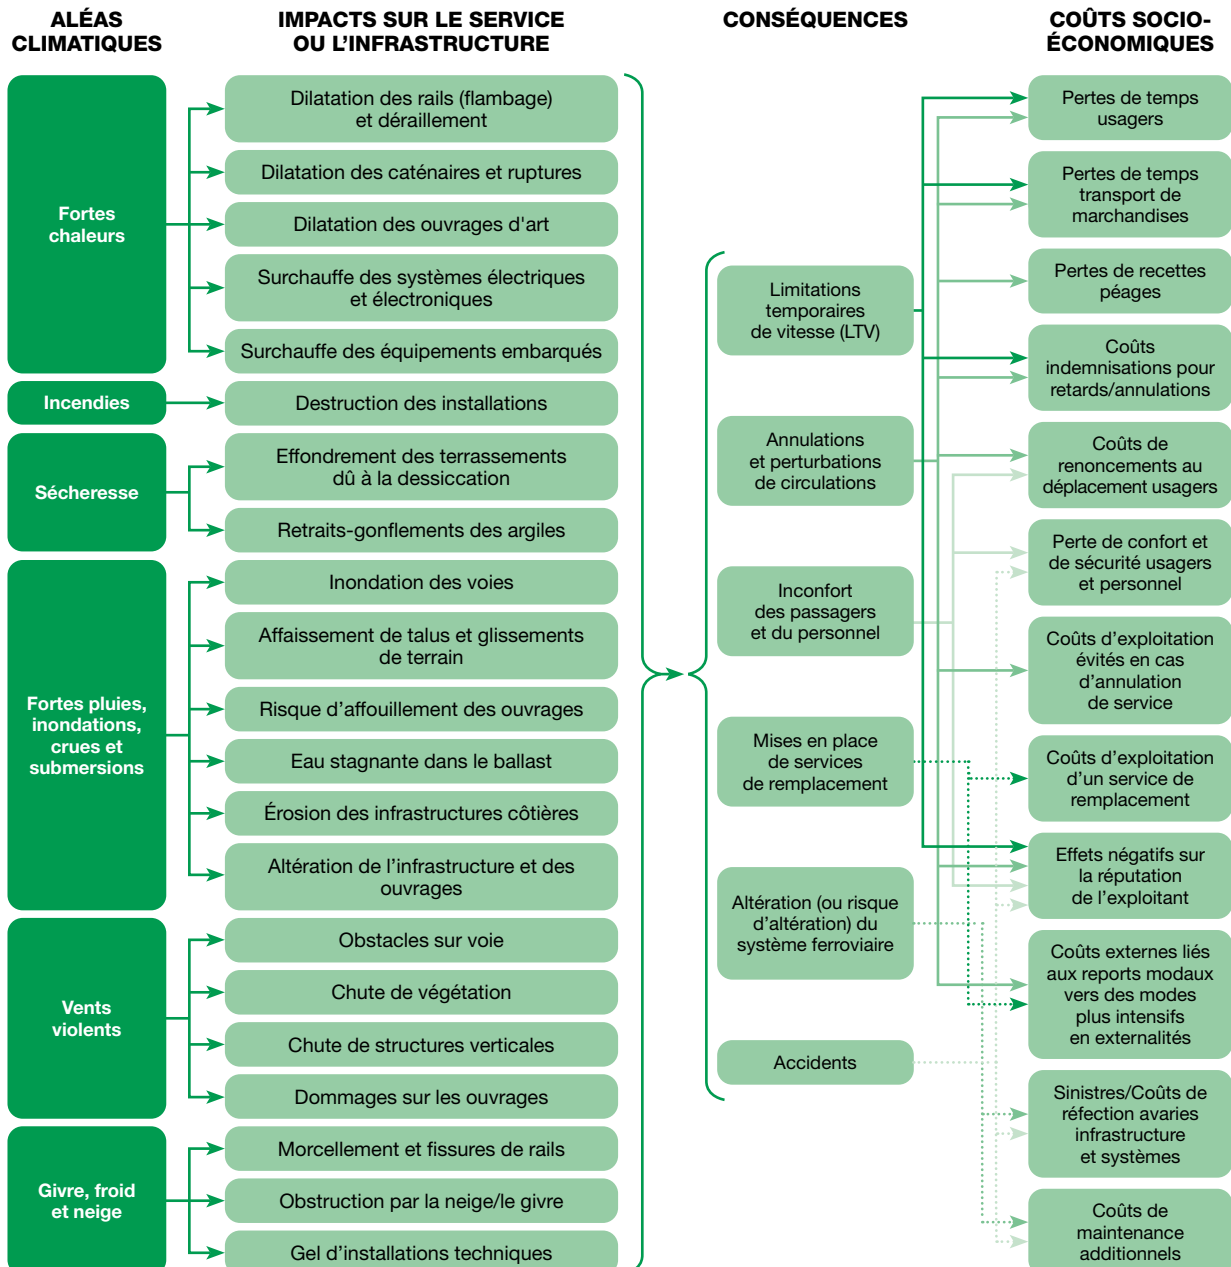 ALÉAS
CLIMATIQUES
IMPACTS SUR LE SERVICE
OU L’INFRASTRUCTURE
CONSÉQUENCES
COÛTS SOCIO-
ÉCONOMIQUES
Fortes
chaleurs
Incendies
Sécheresse
Fortes pluies,
inondations,
crues et
submersions
Vents
violents
Givre, froid
et neige
Dilatation des rails (flambage)
et déraillement
Dilatation des caténaires et ruptures
Dilatation des ouvrages d'art
Surchauffe des systèmes électriques
et électroniques
Surchauffe des équipements embarqués
Destruction des installations
Effondrement des terrassements
dû à la dessiccation
Retraits-gonflements des argiles
Inondation des voies
Affaissement de talus et glissements
de terrain
Risque d’affouillement des ouvrages
Eau stagnante dans le ballast
Érosion des infrastructures côtières
Altération de l’infrastructure et des
ouvrages
Obstacles sur voie
Chute de végétation
Chute de structures verticales
Dommages sur les ouvrages
Morcellement et fissures de rails
Obstruction par la neige/le givre
Gel d’installations techniques
Limitations
temporaires
de vitesse (LTV)
Annulations
et perturbations
de circulations
Inconfort
des passagers
et du personnel
Mises en place
de services
de remplacement
Altération (ou risque
d’altération) du
système ferroviaire
Accidents
Pertes de temps
usagers
Pertes de temps
transport de
marchandises
Pertes de recettes
péages
Coûts
indemnisations pour
retards/annulations
Coûts de
renoncements au
déplacement usagers
Perte de confort et
de sécurité usagers
et personnel
Coûts d’exploitation
évités en cas
d’annulation
de service
Coûts d’exploitation
d’un service de
remplacement
Effets négatifs sur
la réputation
de l’exploitant
Coûts externes liés
aux reports modaux
vers des modes
plus intensifs
en externalités
Sinistres/Coûts de
réfection avaries
infrastructure
et systèmes
Coûts de
maintenance
additionnels